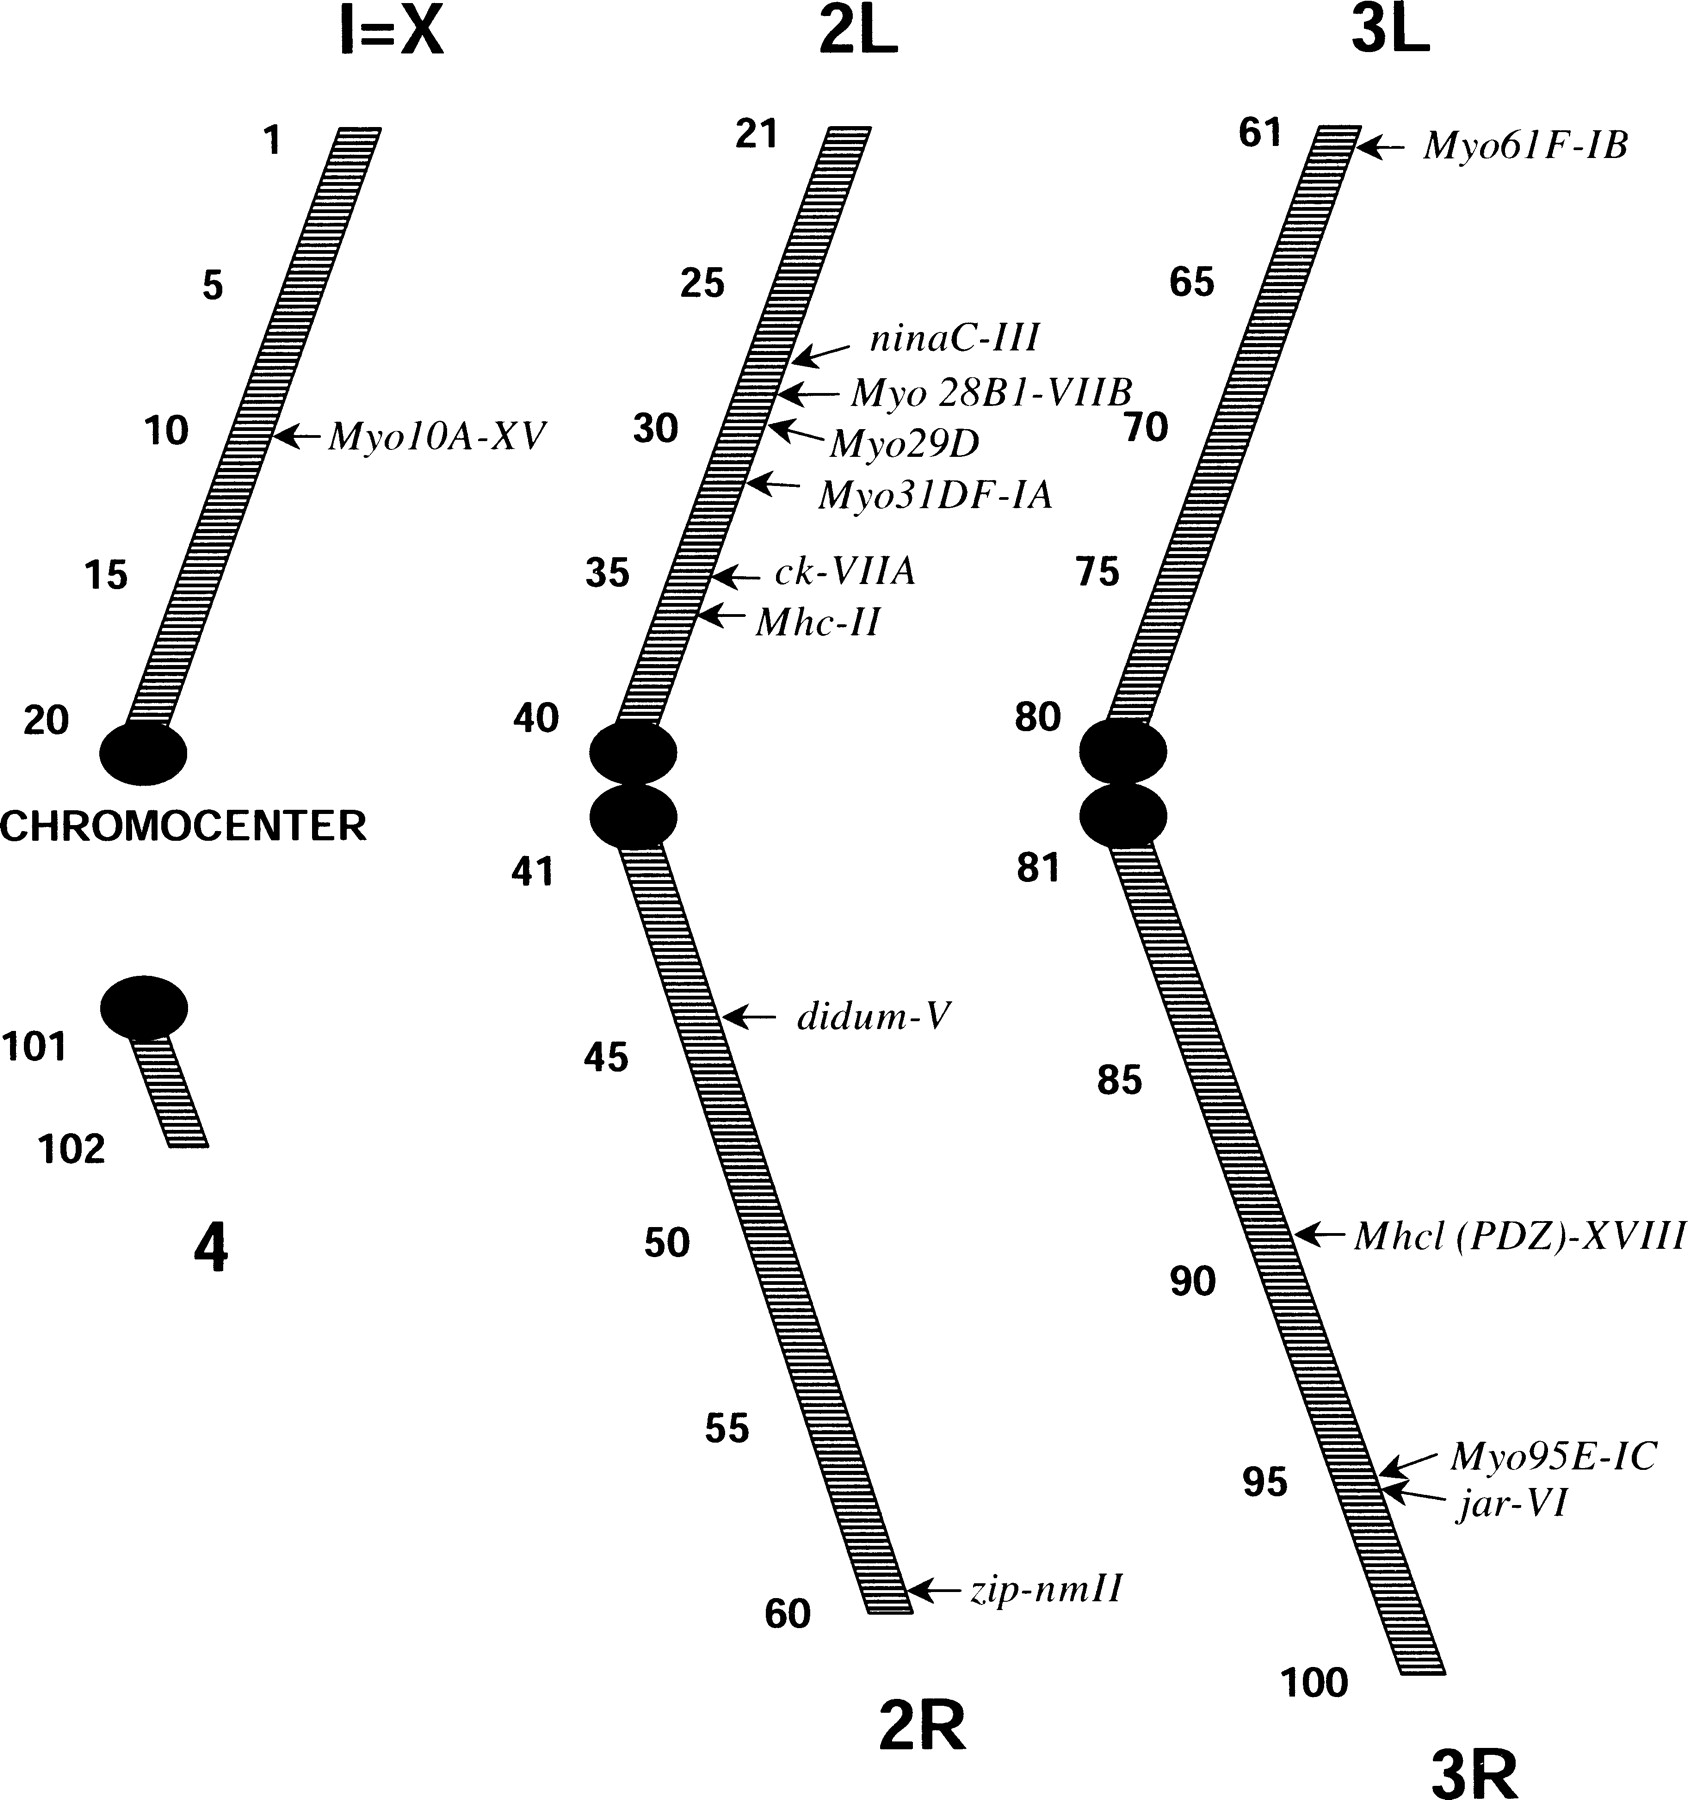 I=X
1
5
10
Myo10A-XV
15
20
CHROMOCENTER
101
102
4
2L
21
25
ninaC-III
Myo 28B1-VIIB
30
Myo29D
Myo31DF-IA
35
ck-VIIA
Mhc-II
40
41
didum-V
45
50
55
zip-nmII
60
2R
3L
61
Myo61F-IB
65
70
75
80
81
85
Mhcl (PDZ)-XVIII
90
Myo95E-IC
95
jar-VI
100
3R